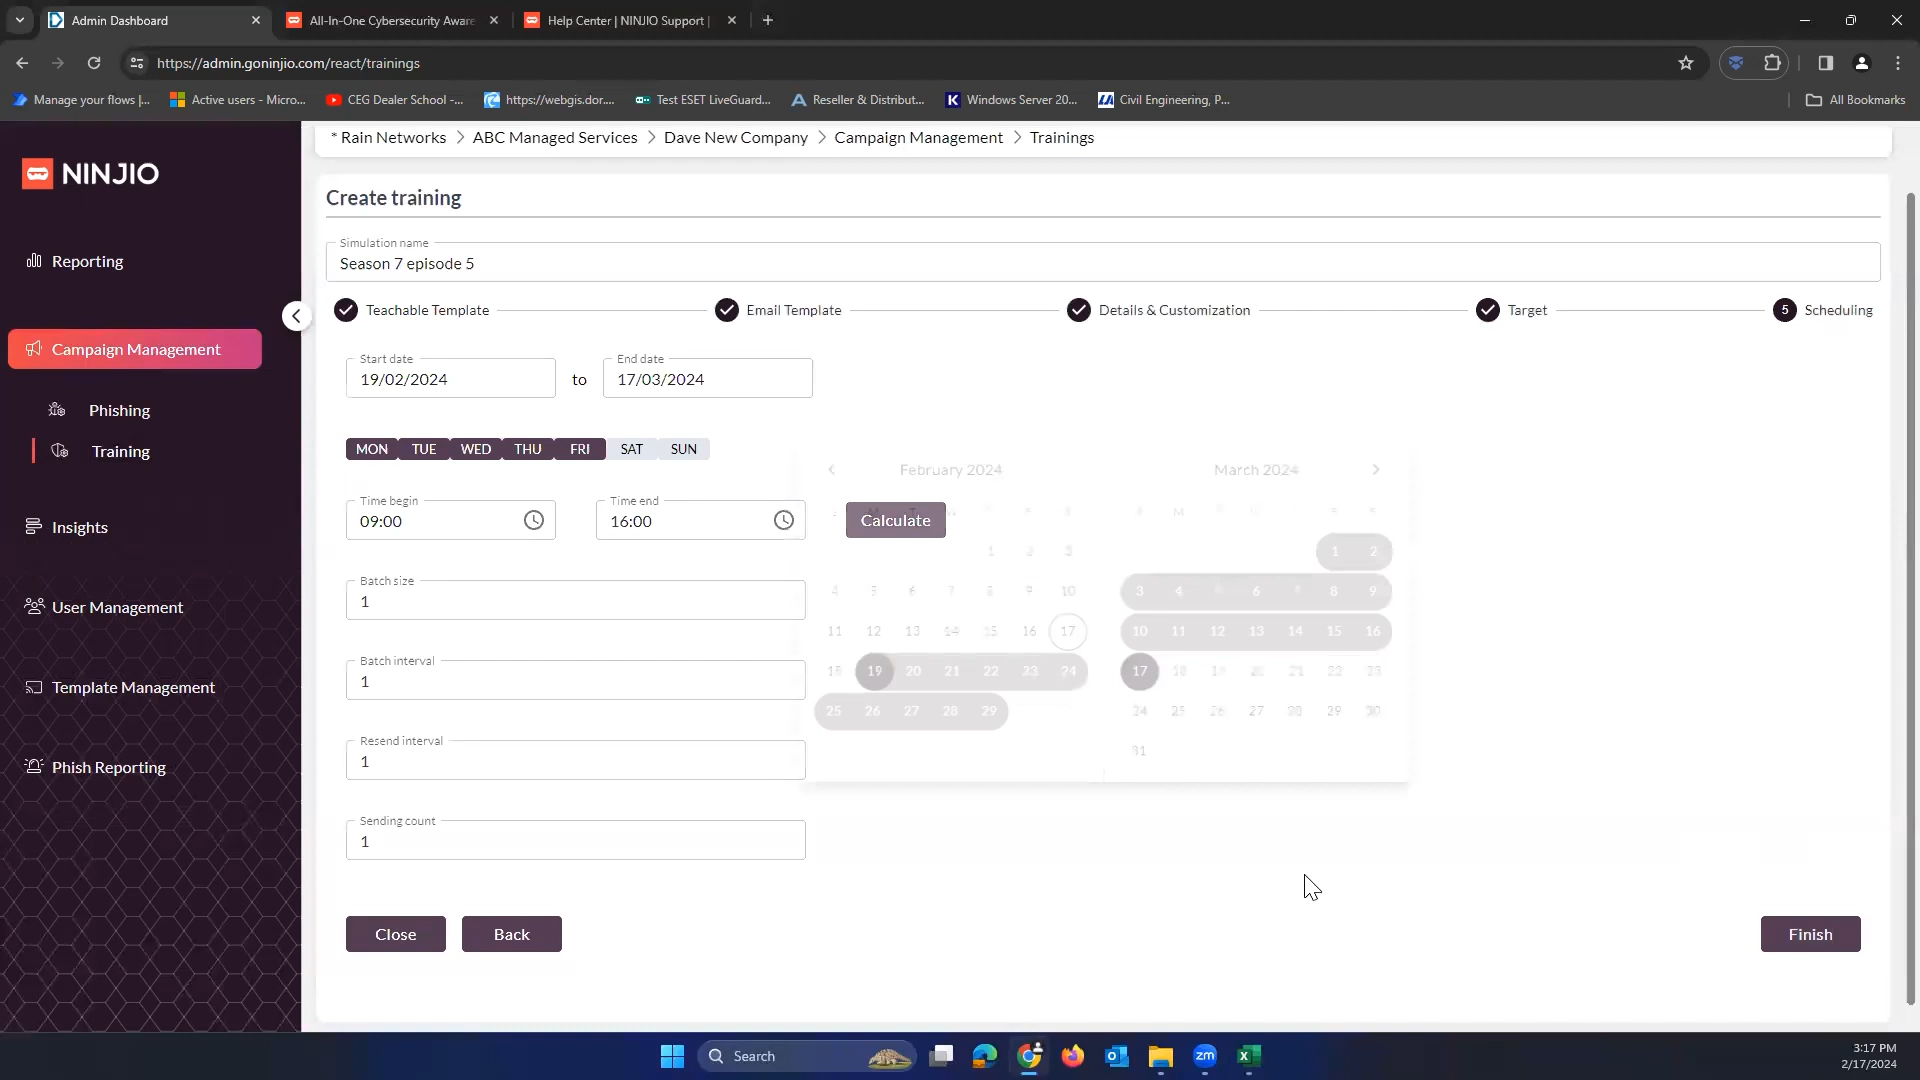 Admin Dashboard
All-In-One Cybersecurity Aware
Help Center | NINJIO Support |
https://admin.goninjio.com/react/trainings
Manage your flows |...
Active users - Micro...
CEG Dealer School -...
https://webgis.dor....
Test ESET LiveGuard...
Reseller & Distribut...
Windows Server 20...
Civil Engineering, P...
All Bookmarks
NINJIO
Reporting
Campaign Management
Phishing
Training
Insights
User Management
Template Management
Phish Reporting
* Rain Networks > ABC Managed Services > Dave New Company > Campaign Management > Trainings
Create training
Simulation name
Season 7 episode 5
Teachable Template
Email Template
Details & Customization
Target
5 Scheduling
Start date
19/02/2024
to
End date
17/03/2024
MON TUE WED THU FRI SAT SUN
Time begin
09:00
Time end
16:00
Calculate
Batch size
1
Batch interval
1
Resend interval
1
Sending count
1
February 2024
1 2 3
4 5 6 7 8 9 10
11 12 13 14 15 16 17
18 19 20 21 22 23 24
25 26 27 28 29
March 2024
1 2
3 4 6 8 9
10 11 12 13 14 15 16
17 18 19 20 21 22 23
24 25 26 27 28 29 30
31
Close
Back
Finish
Search
zm
3:17 PM
2/17/2024